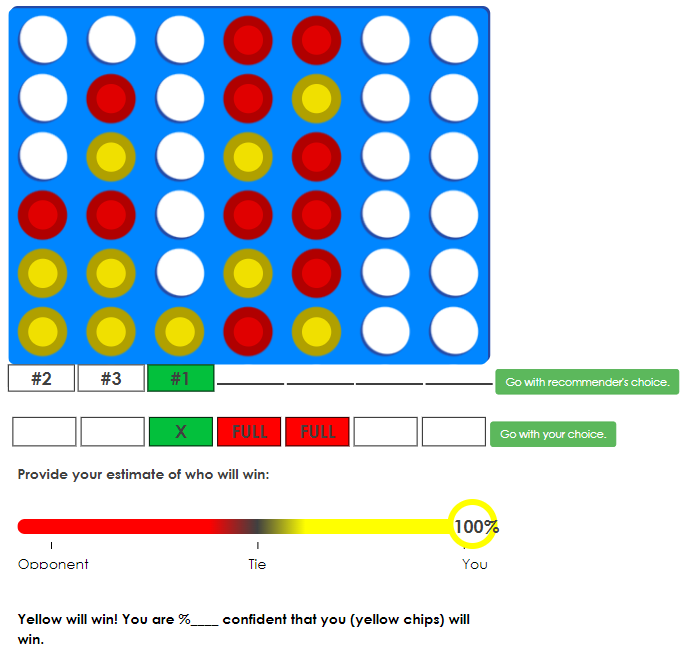 #2 #3 #1 Go with recommender's choice.
X FULL FULL Go with your choice.
Provide your estimate of who will win:
100%
Opponent Tie You
Yellow will win! You are %____ confident that you (yellow chips) will
win.